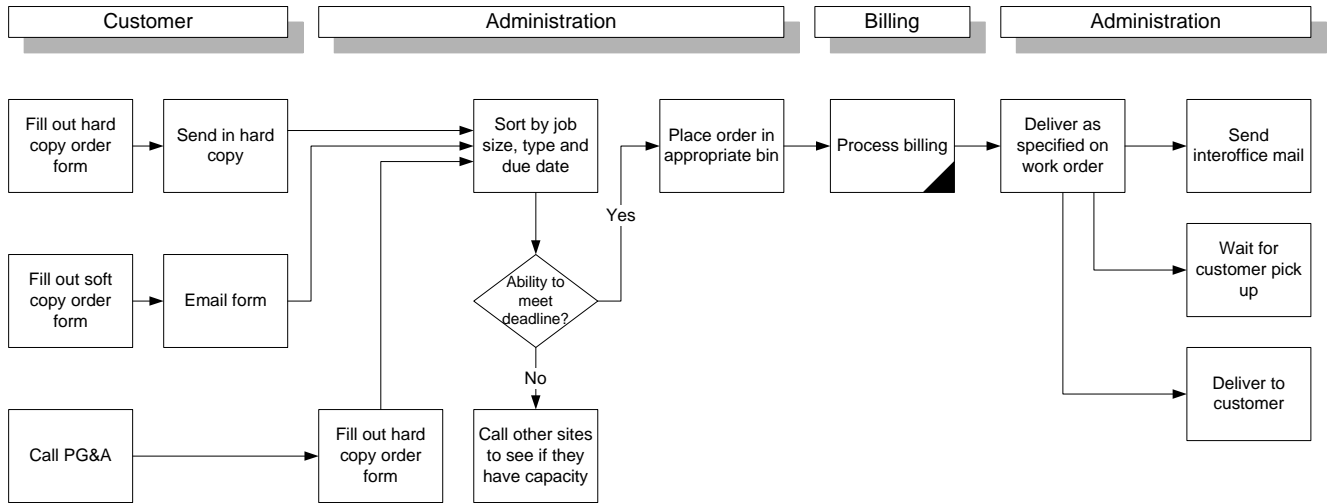 Customer
Administration
Billing
Administration
Fill out hard
copy order
form
Send in hard
copy
Sort by job
size, type and
due date
Place order in
appropriate bin
Process billing
Deliver as
specified on
work order
Send
interoffice mail
Yes
Fill out soft
copy order
form
Email form
Ability to
meet
deadline?
Wait for
customer pick
up
No
Deliver to
customer
Call PG&A
Fill out hard
copy order
form
Call other sites
to see if they
have capacity